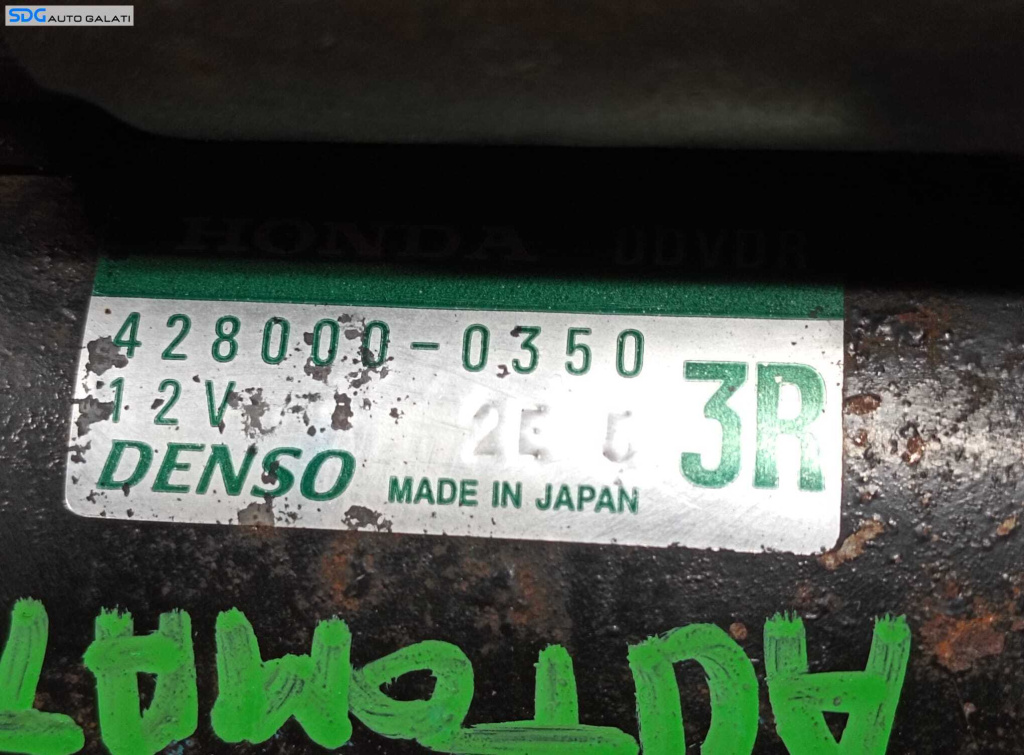 SDG AUTO GALATI
HONDA
428000-0350
12V
3R
DENSO MADE IN JAPAN
AUTOMAT